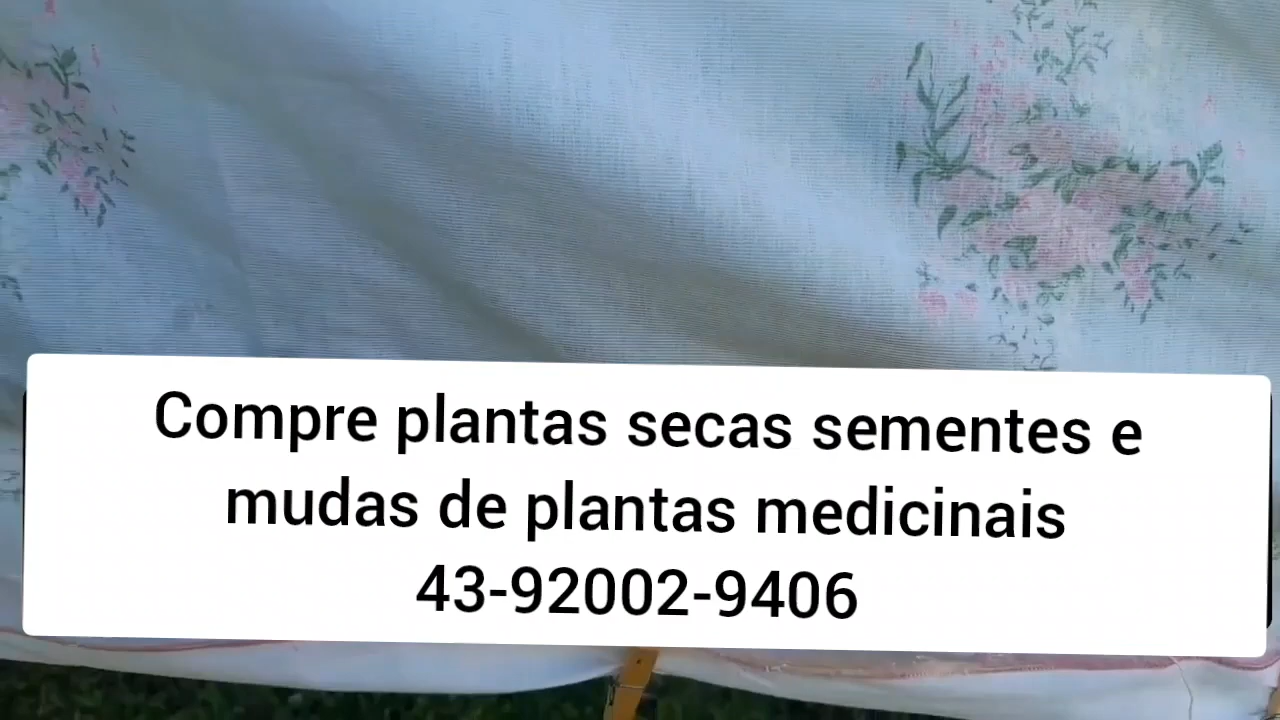 Compre plantas secas sementes e
mudas de plantas medicinais
43-92002-9406